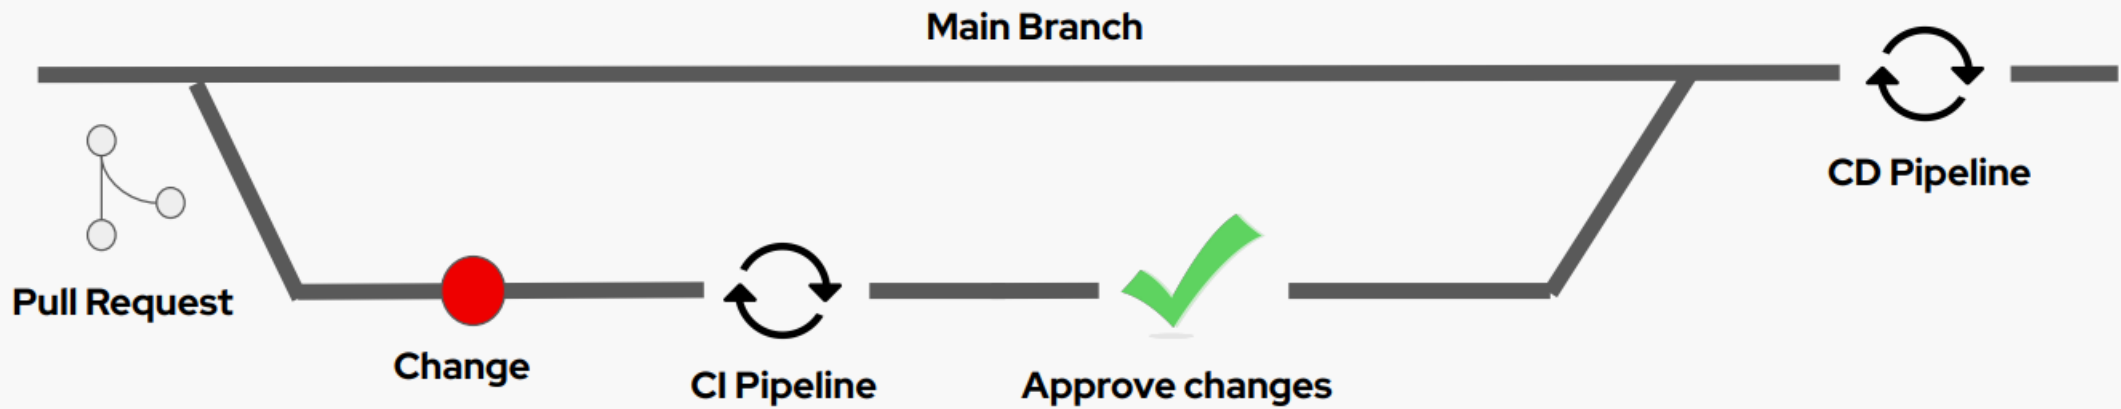 Main Branch
CD Pipeline
Pull Request
Change
CI Pipeline
Approve changes